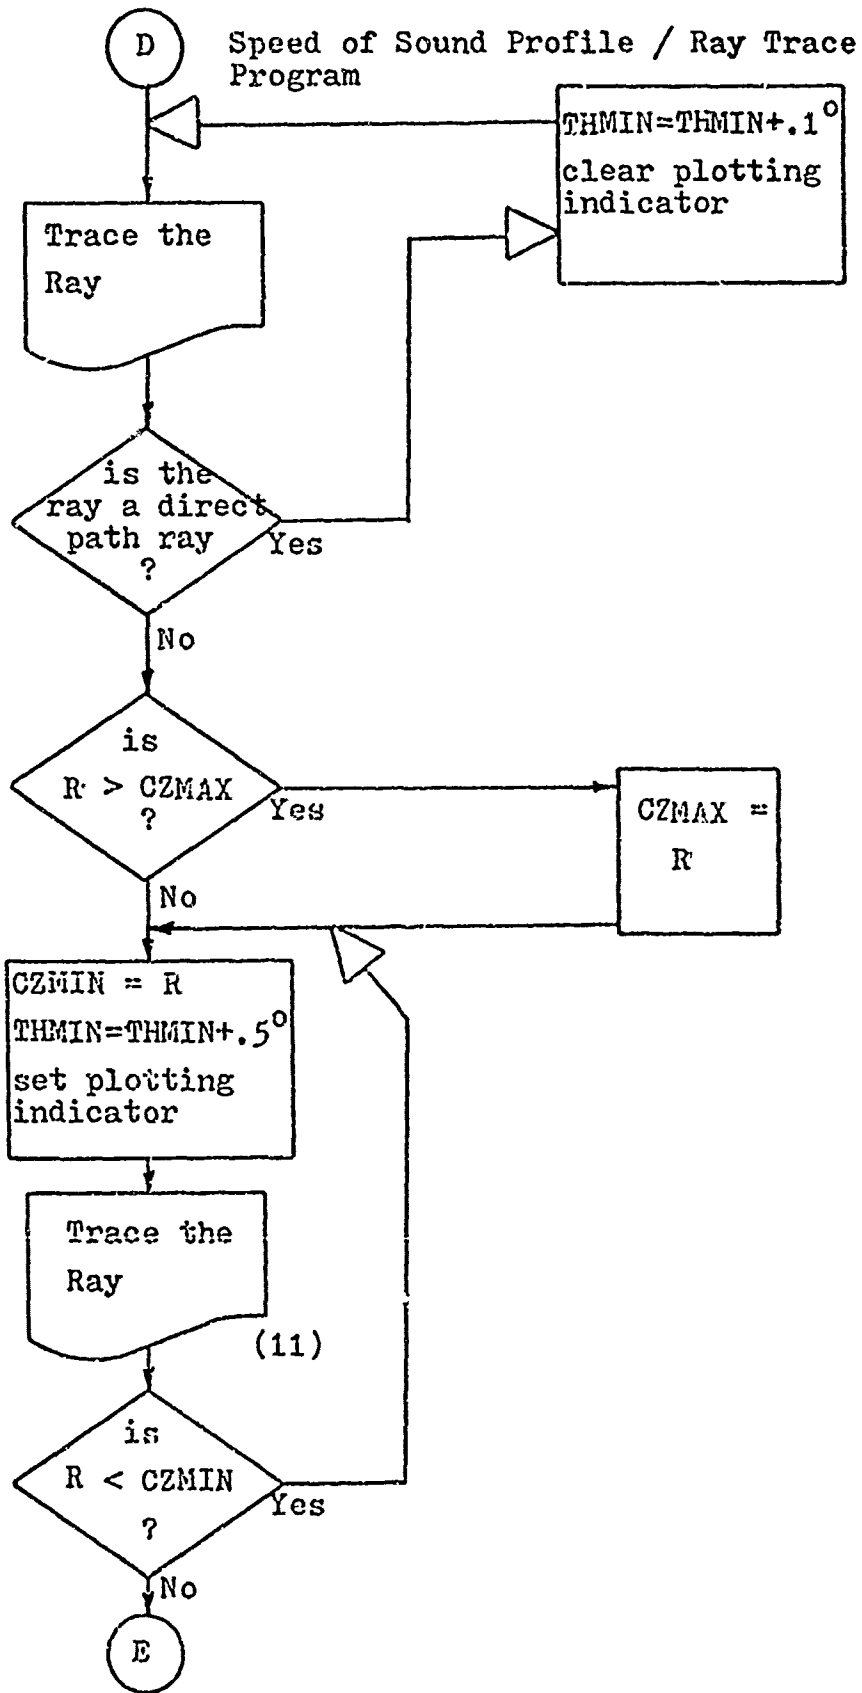 D
Speed of Sound Profile / Ray Trace
Program
THMIN=THMIN+.1°
clear plotting
indicator
Trace the
Ray
is the
ray a direct
path ray
?
Yes
No
is
R > CZMAX
?
Yes
CZMAX =
R
No
CZMIN = R
THMIN=THMIN+.5°
set plotting
indicator
Trace the
Ray
(11)
is
R < CZMIN
?
Yes
No
E